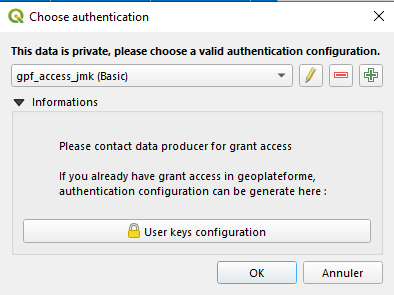 Choose authentication
This data is private, please choose a valid authentication configuration.
gpf_access_jmk (Basic)
Informations
Please contact data producer for grant access
If you already have grant access in geoplateforme,
authentication configuration can be generate here :
User keys configuration
OK
Annuler